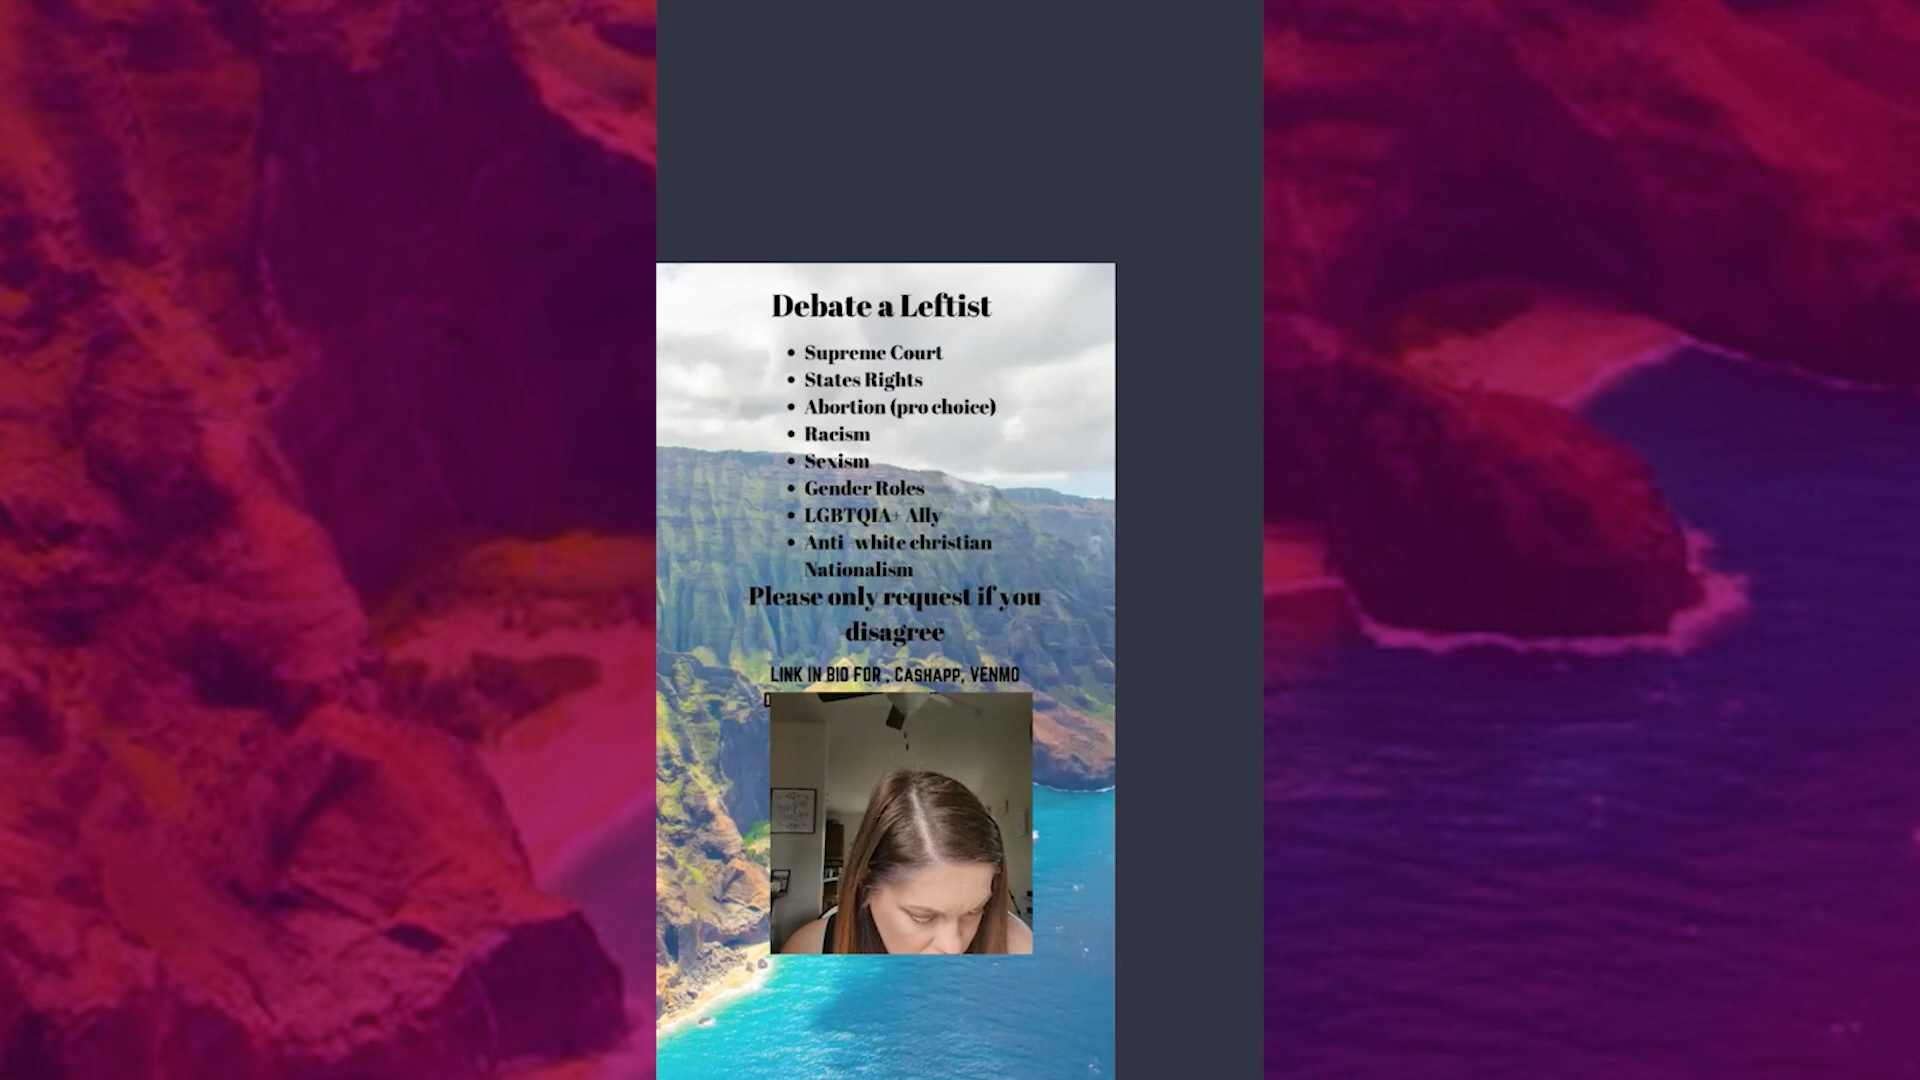 Debate a Leftist
• Supreme Court
• States Rights
• Abortion (pro choice)
• Racism
• Sexism
• Gender Roles
• LGBTQIA+ Ally
• Anti-white christian
Nationalism
Please only request if you
disagree
LINK IN BIO FOR , CASHAPP, VENMO